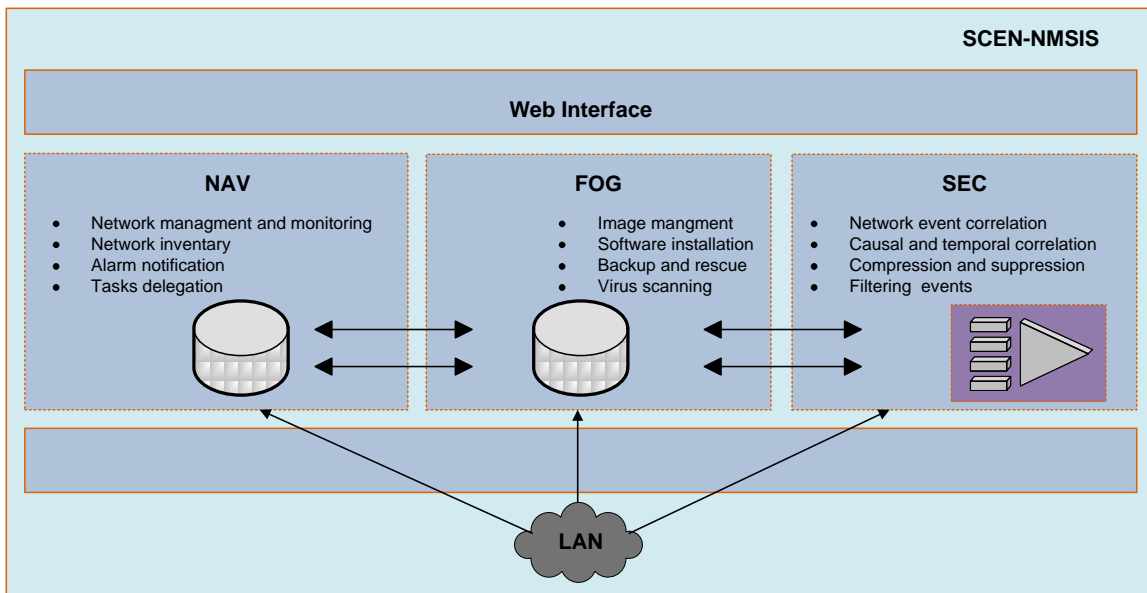 SCEN-NMSIS
Web Interface
NAV
• Network managment and monitoring
• Network inventory
• Alarm notification
• Tasks delegation
FOG
• Image mangment
• Software installation
• Backup and rescue
• Virus scanning
SEC
• Network event correlation
• Causal and temporal correlation
• Compression and suppression
• Filtering events
LAN